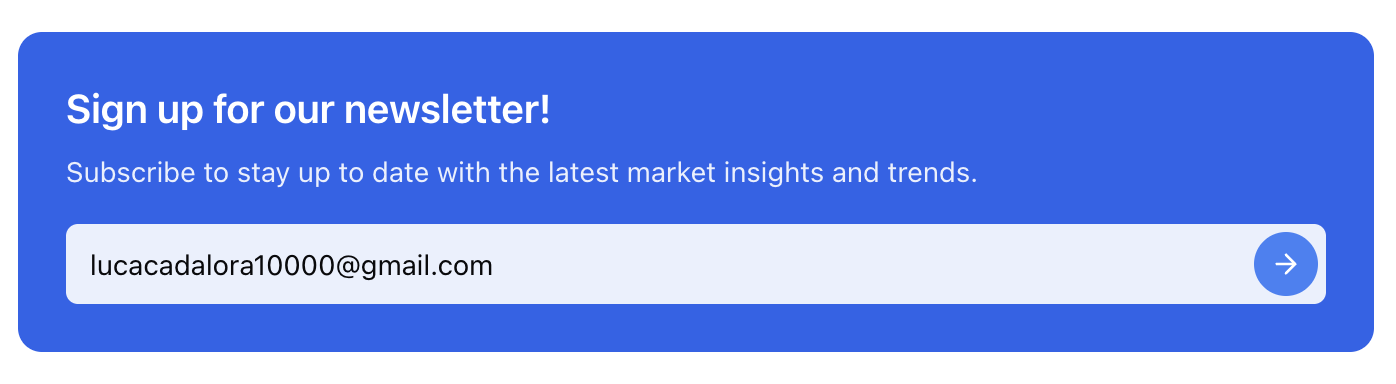 Sign up for our newsletter!
Subscribe to stay up to date with the latest market insights and trends.
lucacadalora10000@gmail.com